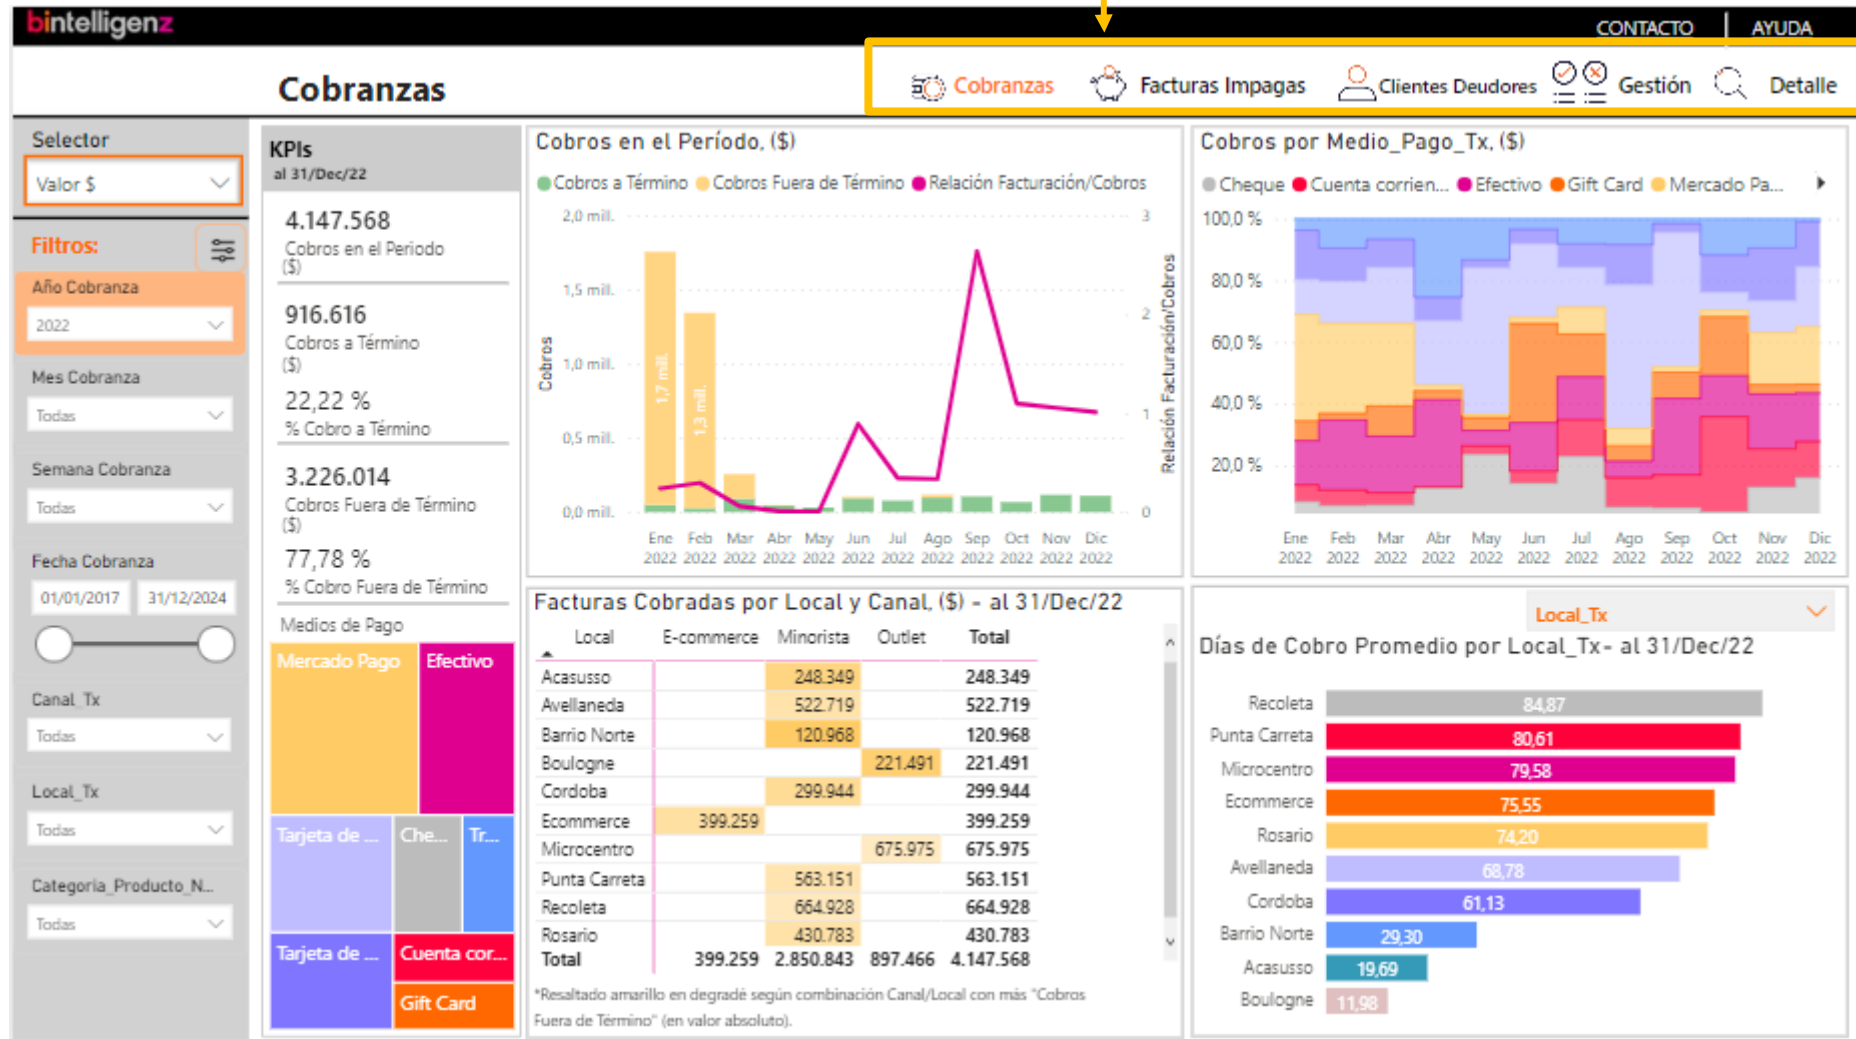 bintelligenz
CONTACTO | AYUDA
Cobranzas
Cobranzas
Facturas Impagas
Clientes Deudores
Gestión
Detalle
Selector
Valor $
Filtros:
Año Cobranza
2022
Mes Cobranza
Todas
Semana Cobranza
Todas
Fecha Cobranza
01/01/2017 31/12/2024
Canal_Tx
Todas
Local_Tx
Todas
Categoria_Producto_N...
Todas
KPIs
al 31/Dec/22
4.147.568
Cobros en el Periodo
($)
916.616
Cobros a Término
($)
22,22 %
% Cobro a Término
3.226.014
Cobros Fuera de Término
($)
77,78 %
% Cobro Fuera de Término
Medios de Pago
Mercado Pago
Efectivo
Tarjeta de ...
Che...
Tr...
Tarjeta de ...
Cuenta cor...
Gift Card
Cobros en el Período, ($)
Cobros a Término Cobros Fuera de Término Relación Facturación/Cobros
2,0 mill.
1,5 mill.
1,0 mill.
0,5 mill.
0,0 mill.
Cobros
1,7 mill.
1,3 mill.
3
2
1
0
Relación Facturación/Cobros
Ene Feb Mar Abr May Jun Jul Ago Sep Oct Nov Dic
2022 2022 2022 2022 2022 2022 2022 2022 2022 2022 2022 2022
Cobros por Medio_Pago_Tx, ($)
Cheque Cuenta corrien... Efectivo Gift Card Mercado Pa...
100,0 %
80,0 %
60,0 %
40,0 %
20,0 %
Ene Feb Mar Abr May Jun Jul Ago Sep Oct Nov Dic
2022 2022 2022 2022 2022 2022 2022 2022 2022 2022 2022 2022
Facturas Cobradas por Local y Canal, ($) - al 31/Dec/22
Local E-commerce Minorista Outlet Total
Acasusso 248.349 248.349
Avellaneda 522.719 522.719
Barrio Norte 120.968 120.968
Boulogne 221.491 221.491
Cordoba 299.944 299.944
Ecommerce 399.259 399.259
Microcentro 675.975 675.975
Punta Carreta 563.151 563.151
Recoleta 664.928 664.928
Rosario 430.783 430.783
Total 399.259 2.850.843 897.466 4.147.568
*Resaltado amarillo en degradé según combinación Canal/Local con más "Cobros
Fuera de Término" (en valor absoluto).
Local_Tx
Días de Cobro Promedio por Local_Tx- al 31/Dec/22
Recoleta 84,87
Punta Carreta 80,61
Microcentro 79,58
Ecommerce 75,55
Rosario 74,20
Avellaneda 68,78
Cordoba 61,13
Barrio Norte 29,30
Acasusso 19,69
Boulogne 11,98